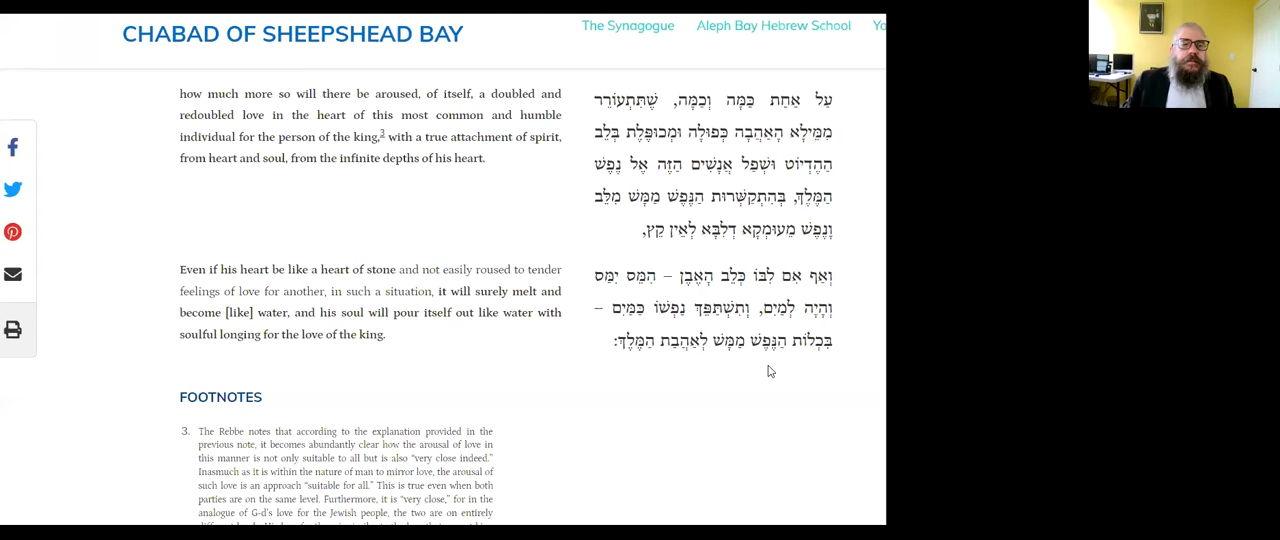 CHABAD OF SHEEPSHEAD BAY
The Synagogue
Aleph Bay Hebrew School
how much more so will there be aroused, of itself, a doubled and
redoubled love in the heart of this most common and humble
individual for the person of the king,3 with a true attachment of spirit,
from heart and soul, from the infinite depths of his heart.
עַל אַחַת כַּמָּה וְכַמָּה, שֶׁתִּתְעוֹרֵר
מִמֵּילָא הָאַהֲבָה כְּפוּלָה וּמְכוּפֶּלֶת בְּלֵב
הַהֶדְיוֹט וּשְׁפַל אֲנָשִׁים הַזֶּה אֶל נֶפֶשׁ
הַמֶּלֶךְ, בְּהִתְקַשְּׁרוּת הַנֶּפֶשׁ מַמָּשׁ מִלֵּב
וָנֶפֶשׁ מֵעוּמְקָא דְלִבָּא לְאֵין קֵץ,
Even if his heart be like a heart of stone and not easily roused to tender
feelings of love for another, in such a situation, it will surely melt and
become [like] water, and his soul will pour itself out like water with
soulful longing for the love of the king.
וְאַף אִם לִבּוֹ כְּלֵב הָאֶבֶן – הִמֵּס יִמַּס
וְהָיָה לְמַיִם, וְתִשְׁתַּפֵּךְ נַפְשׁוֹ כַּמַּיִם –
בִּכְלוֹת הַנֶּפֶשׁ מַמָּשׁ לְאַהֲבַת הַמֶּלֶךְ:
FOOTNOTES
3. The Rebbe notes that according to the explanation provided in the
previous note, it becomes abundantly clear how the arousal of love in
this manner is not only suitable to all but is also “very close indeed.”
Inasmuch as it is within the nature of man to mirror love, the arousal of
such love is an approach “suitable for all.” This is true even when both
parties are on the same level. Furthermore, it is “very close,” for in the
analogue of G-d’s love for the Jewish people, the two are on entirely